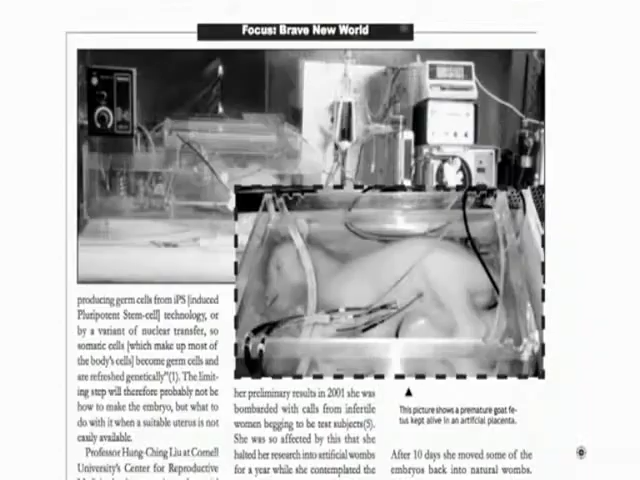 Focus: Brave New World
producing germ cells from iPS [induced
Pluripotent Stem-cell] technology, or
by a variant of nuclear transfer, so
somatic cells [which make up most of
the body's cells] become germ cells and
are refreshed genetically"(1). The limit-
ing step will therefore probably not be
how to make the embryo, but what to
do with it when a suitable uterus is not
easily available.
Professor Hung-Ching Liu at Cornell
University's Center for Reproductive
her preliminary results in 2001 she was
bombarded with calls from infertile
women begging to be test subjects(5).
She was so affected by this that she
halted her research into artificial wombs
for a year while she contemplated the
This picture shows a premature goat fe-
tus kept alive in an artificial placenta.
After 10 days she moved some of the
embryos back into natural wombs.